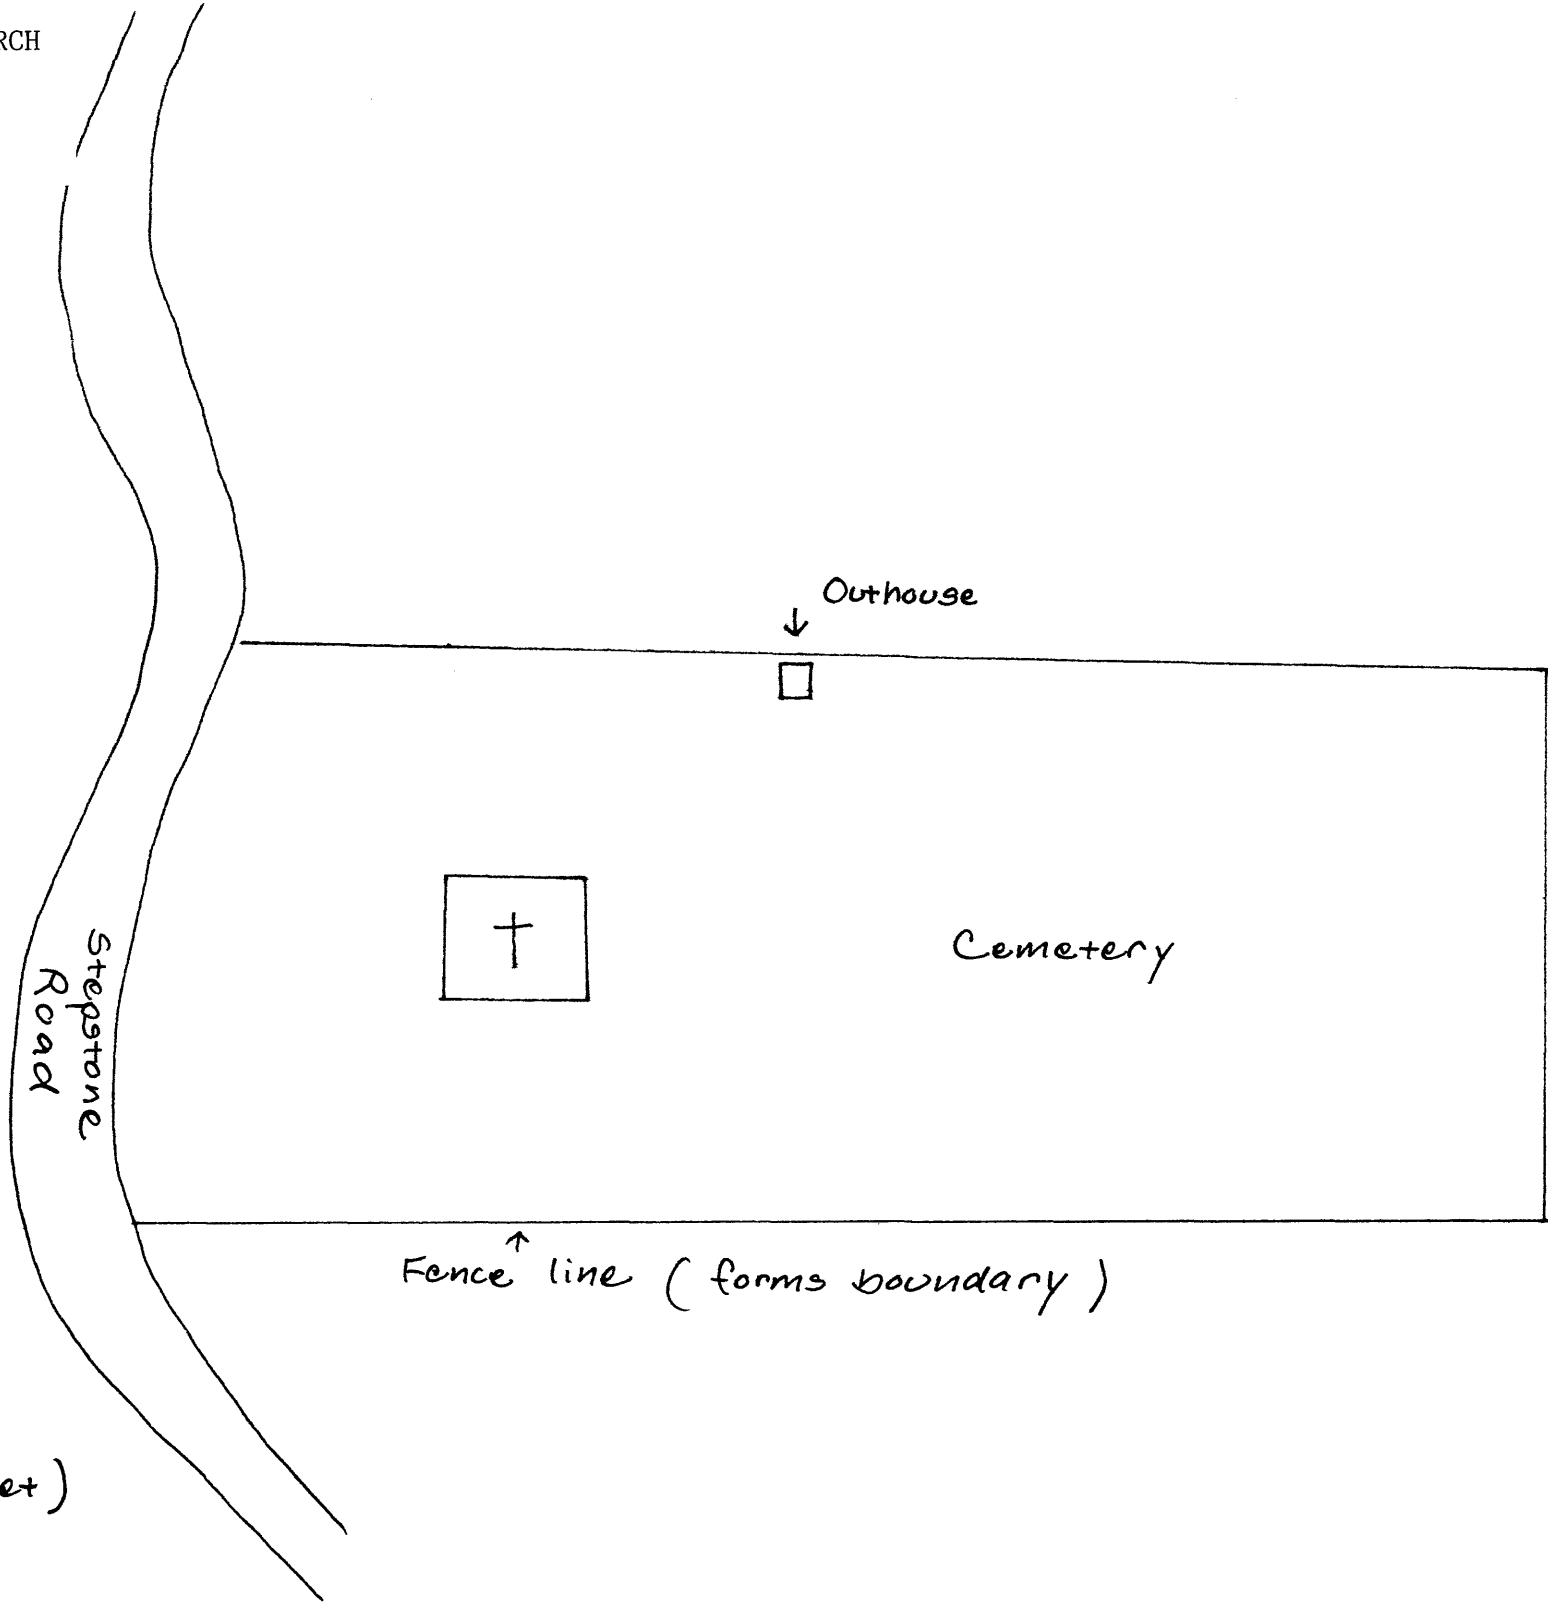 RCH
Outhouse
Cemetery
Stepstone
Road
Fence line ( forms boundary )
et )